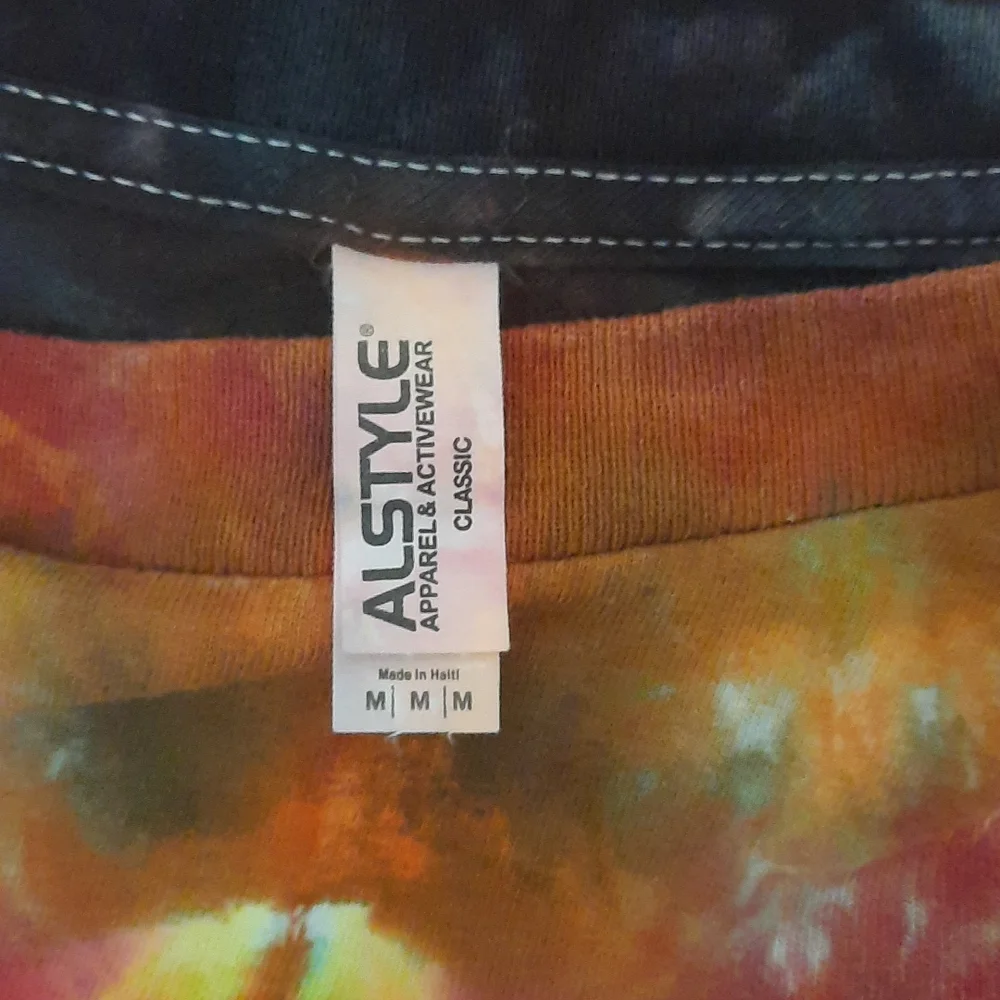 ALSTYLE®
APPAREL & ACTIVEWEAR
CLASSIC
Made in Haiti
M | M | M